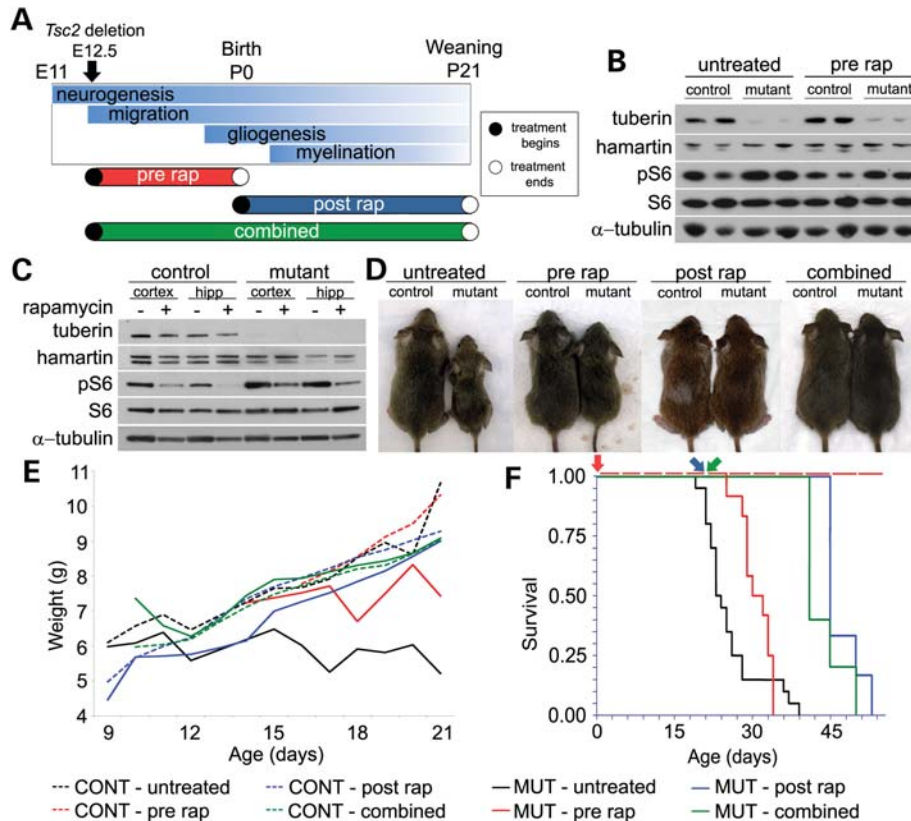 A
Tsc2 deletion
E12.5
E11
Birth
P0
Weaning
P21
neurogenesis
migration
gliogenesis
myelination
treatment begins
treatment ends
pre rap
post rap
combined
B
untreated pre rap
control mutant control mutant
tuberin
hamartin
pS6
S6
α-tubulin
C
control mutant
cortex hipp cortex hipp
rapamycin - + - + - + - +
tuberin
hamartin
pS6
S6
α-tubulin
D
untreated pre rap post rap combined
control mutant control mutant control mutant control mutant
E
Weight (g)
11
10
9
8
7
6
5
4
9 12 15 18 21
Age (days)
CONT - untreated CONT - post rap
CONT - pre rap CONT - combined
F
Survival
1.00
0.75
0.50
0.25
0.00
0 15 30 45
Age (days)
MUT - untreated MUT - post rap
MUT - pre rap MUT - combined